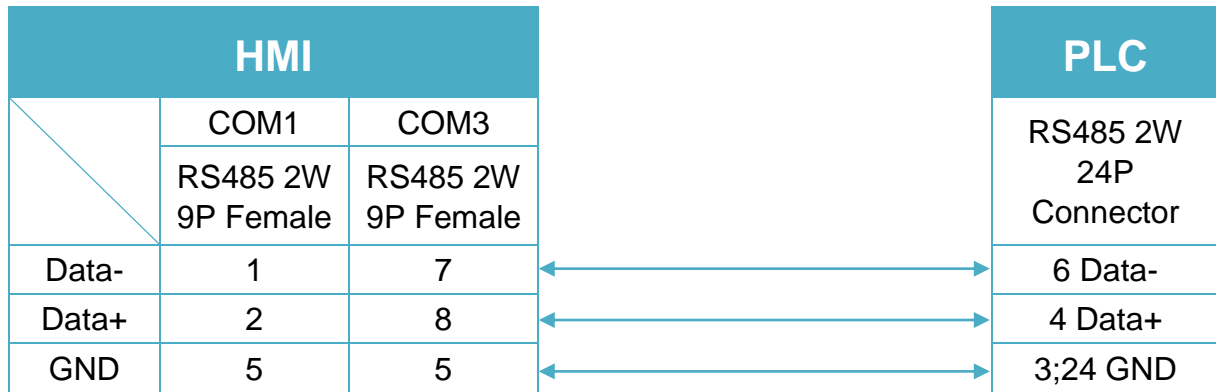 HMI
PLC
COM1 COM3
RS485 2W
9P Female
RS485 2W
9P Female
RS485 2W
24P
Connector
Data- 1 7 6 Data-
Data+ 2 8 4 Data+
GND 5 5 3;24 GND